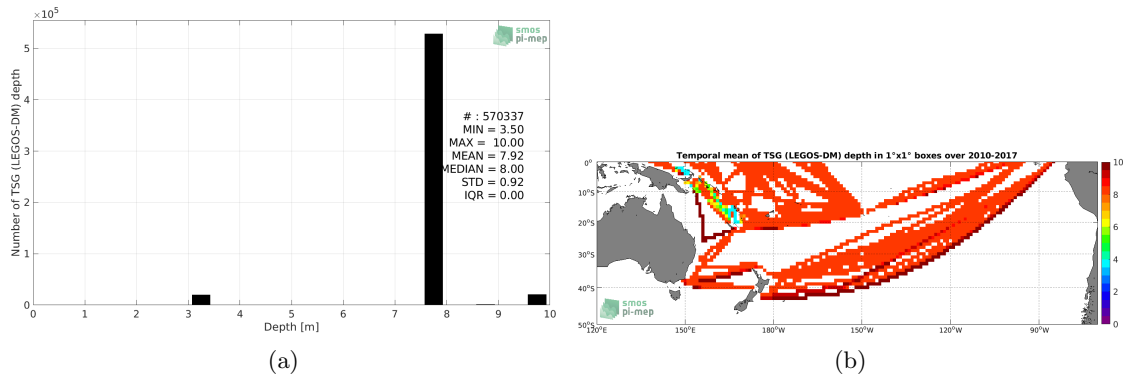 ×10⁵
smos
pi-mep
Number of TSG (LEGOS-DM) depth
5
4
3
2
1
0
# : 570337
MIN = 3.50
MAX = 10.00
MEAN = 7.92
MEDIAN = 8.00
STD = 0.92
IQR = 0.00
0 1 2 3 4 5 6 7 8 9 10
Depth [m]
(a)
Temporal mean of TSG (LEGOS-DM) depth in 1°x1° boxes over 2010-2017
0°
10°S
20°S
30°S
40°S
50°S
120°E 150°E 180°W 150°W 120°W 90°W
10
8
6
4
2
0
smos
pi-mep
(b)